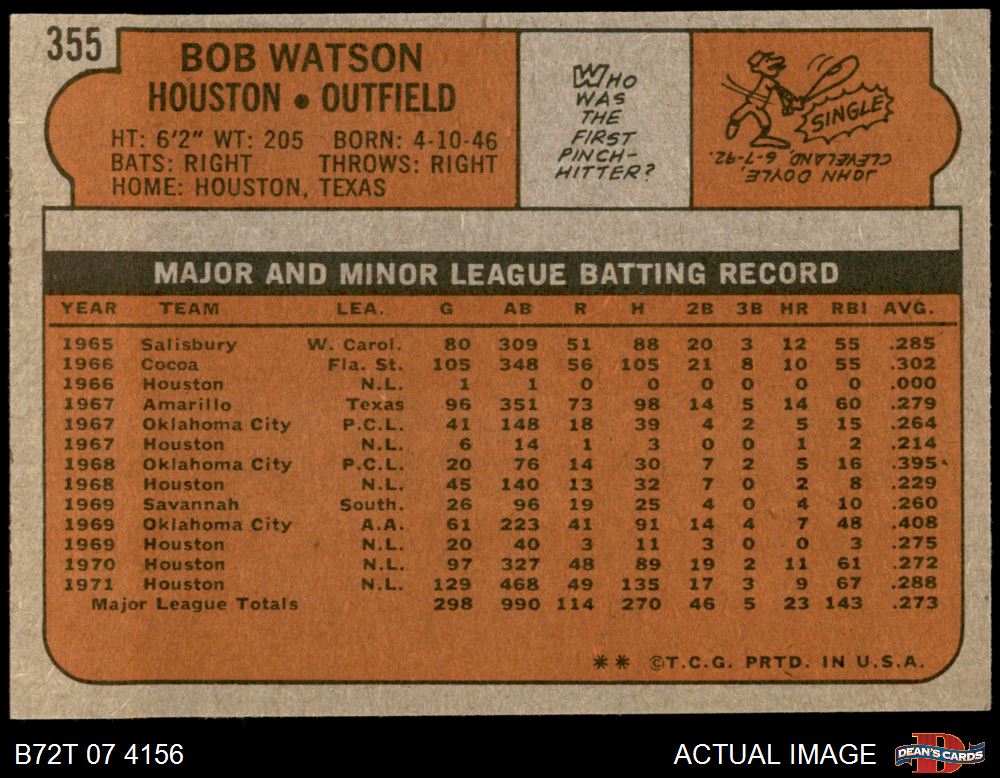 355
BOB WATSON
HOUSTON • OUTFIELD
HT: 6'2" WT: 205 BORN: 4-10-46
BATS: RIGHT THROWS: RIGHT
HOME: HOUSTON, TEXAS
WHO
WAS
THE
FIRST
PINCH-
HITTER?
SINGLE
JOHN DOYLE,
CLEVELAND, 6-7-92.
MAJOR AND MINOR LEAGUE BATTING RECORD
YEAR TEAM LEA. G AB R H 2B 3B HR RBI AVG.
1965 Salisbury W. Carol. 80 309 51 88 20 3 12 55 .285
1966 Cocoa Fla. St. 105 348 56 105 21 8 10 55 .302
1966 Houston N.L. 1 1 0 0 0 0 0 0 .000
1967 Amarillo Texas 96 351 73 98 14 5 14 60 .279
1967 Oklahoma City P.C.L. 41 148 18 39 4 2 5 15 .264
1967 Houston N.L. 6 14 1 3 0 0 1 2 .214
1968 Oklahoma City P.C.L. 20 76 14 30 7 2 5 16 .395
1968 Houston N.L. 45 140 13 32 7 0 2 8 .229
1969 Savannah South. 26 96 19 25 4 0 4 10 .260
1969 Oklahoma City A.A. 61 223 41 91 14 4 7 48 .408
1969 Houston N.L. 20 40 3 11 3 0 0 3 .275
1970 Houston N.L. 97 327 48 89 19 2 11 61 .272
1971 Houston N.L. 129 468 49 135 17 3 9 67 .288
Major League Totals 298 990 114 270 46 5 23 143 .273
** ©T.C.G. PRTD. IN U.S.A.
B72T 07 4156 ACTUAL IMAGE
D
DEAN'S CARDS